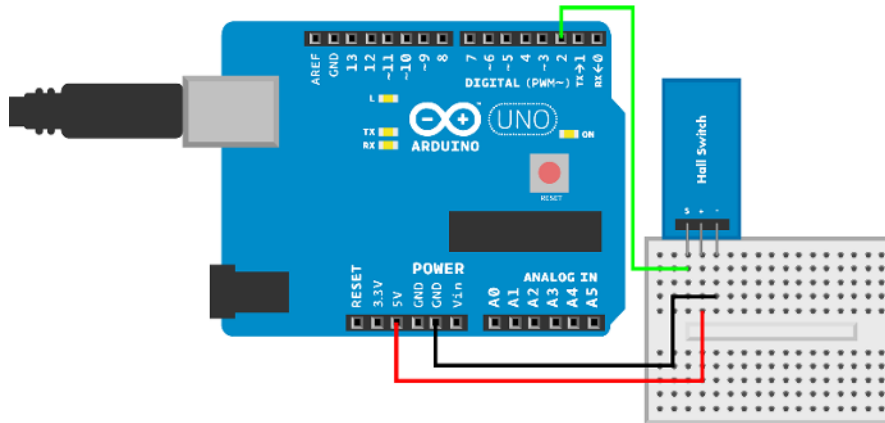 AREF
GND
13
12
~11
~10
~9
8
7
~6
~5
4
~3
2
TX→1
RX←0
DIGITAL (PWM~)
L
TX
RX
UNO
ON
ARDUINO
RESET
Hall Switch
S + -
POWER
ANALOG IN
RESET
3.3V
5V
GND
GND
Vin
A0
A1
A2
A3
A4
A5